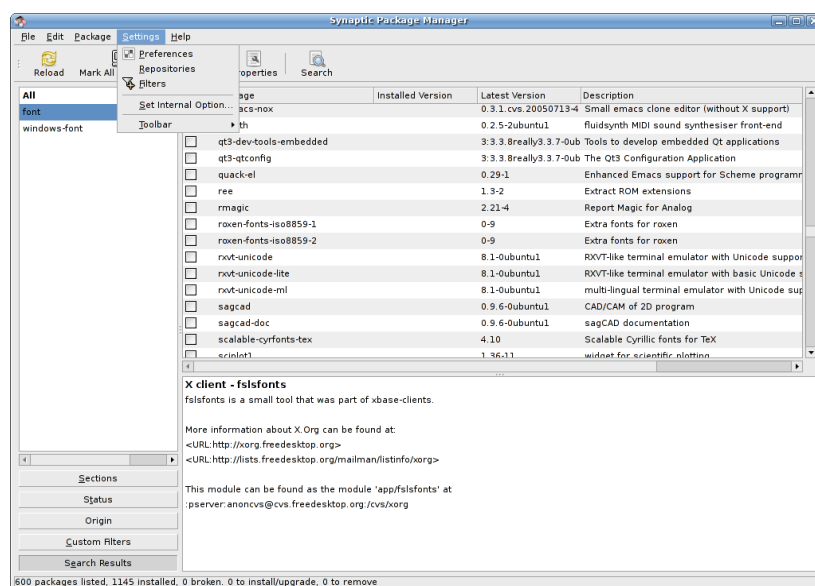 Synaptic Package Manager
File Edit Package Settings Help
Reload Mark All Properties Search
Preferences
Repositories
Filters
Set Internal Option...
Toolbar
All
font
windows-font
Installed Version Latest Version Description
0.3.1.cvs.20050713-4 Small emacs clone editor (without X support)
0.2.5-2ubuntu1 fluidsynth MIDI sound synthesiser front-end
qt3-dev-tools-embedded 3:3.3.8really3.3.7-0ub Tools to develop embedded Qt applications
qt3-qtconfig 3:3.3.8really3.3.7-0ub The Qt3 Configuration Application
quack-el 0.29-1 Enhanced Emacs support for Scheme programm
ree 1.3-2 Extract ROM extensions
rmagic 2.21-4 Report Magic for Analog
roxen-fonts-iso8859-1 0-9 Extra fonts for roxen
roxen-fonts-iso8859-2 0-9 Extra fonts for roxen
rxvt-unicode 8.1-0ubuntu1 RXVT-like terminal emulator with Unicode suppor
rxvt-unicode-lite 8.1-0ubuntu1 RXVT-like terminal emulator with basic Unicode s
rxvt-unicode-ml 8.1-0ubuntu1 multi-lingual terminal emulator with Unicode sup
sagcad 0.9.6-0ubuntu1 CAD/CAM of 2D program
sagcad-doc 0.9.6-0ubuntu1 sagCAD documentation
scalable-cyrfonts-tex 4.10 Scalable Cyrillic fonts for TeX
sciplot1 1.36-11 widget for scientific plotting
X client - fslsfonts
fslsfonts is a small tool that was part of xbase-clients.
More information about X.Org can be found at:
<URL:http://xorg.freedesktop.org>
<URL:http://lists.freedesktop.org/mailman/listinfo/xorg>
This module can be found as the module 'app/fslsfonts' at
:pserver:anoncvs@cvs.freedesktop.org:/cvs/xorg
Sections
Status
Origin
Custom Filters
Search Results
600 packages listed, 1145 installed, 0 broken. 0 to install/upgrade, 0 to remove